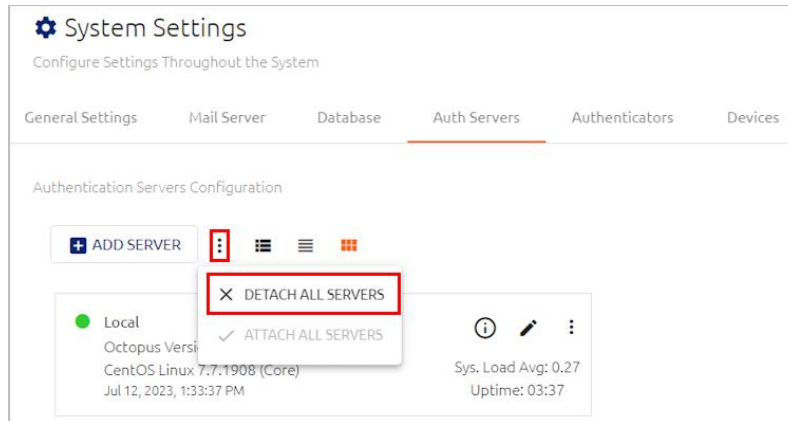 System Settings
Configure Settings Throughout the System
General Settings Mail Server Database Auth Servers Authenticators Devices
Authentication Servers Configuration
ADD SERVER
DETACH ALL SERVERS
ATTACH ALL SERVERS
Local
Octopus
CentOS Linux 7.7.1908 (Core)
Jul 12, 2023, 1:33:37 PM
Sys. Load Avg: 0.27
Uptime: 03:37